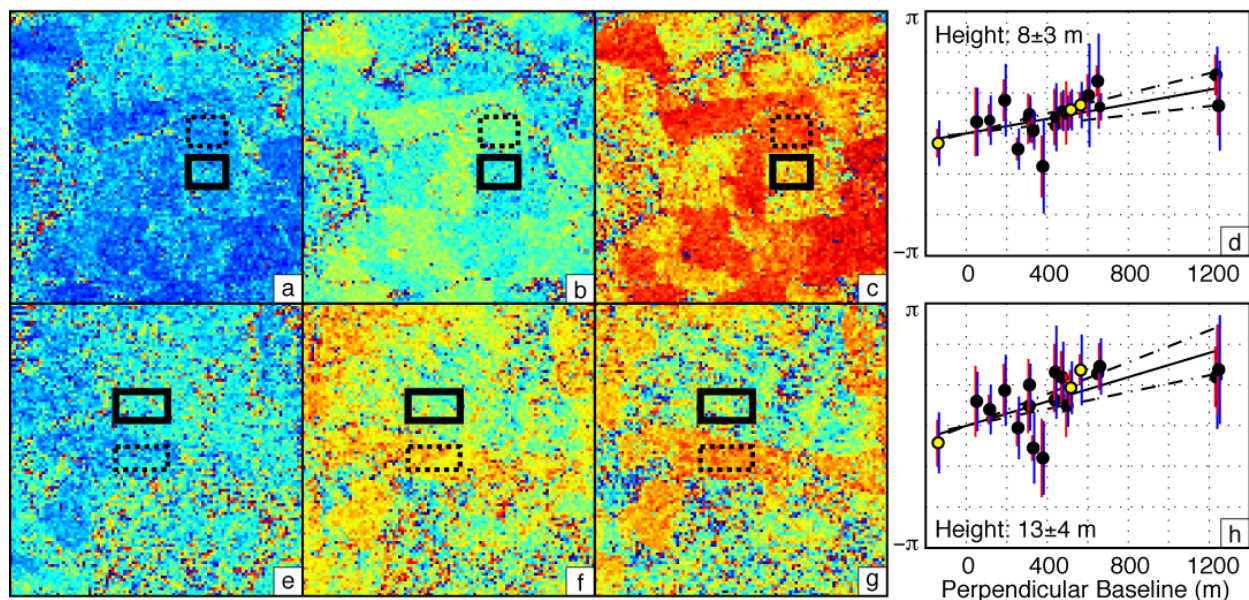 a
b
c
π
Height: 8±3 m
−π
d
0 400 800 1200
e
f
g
π
Height: 13±4 m
−π
h
0 400 800 1200
Perpendicular Baseline (m)